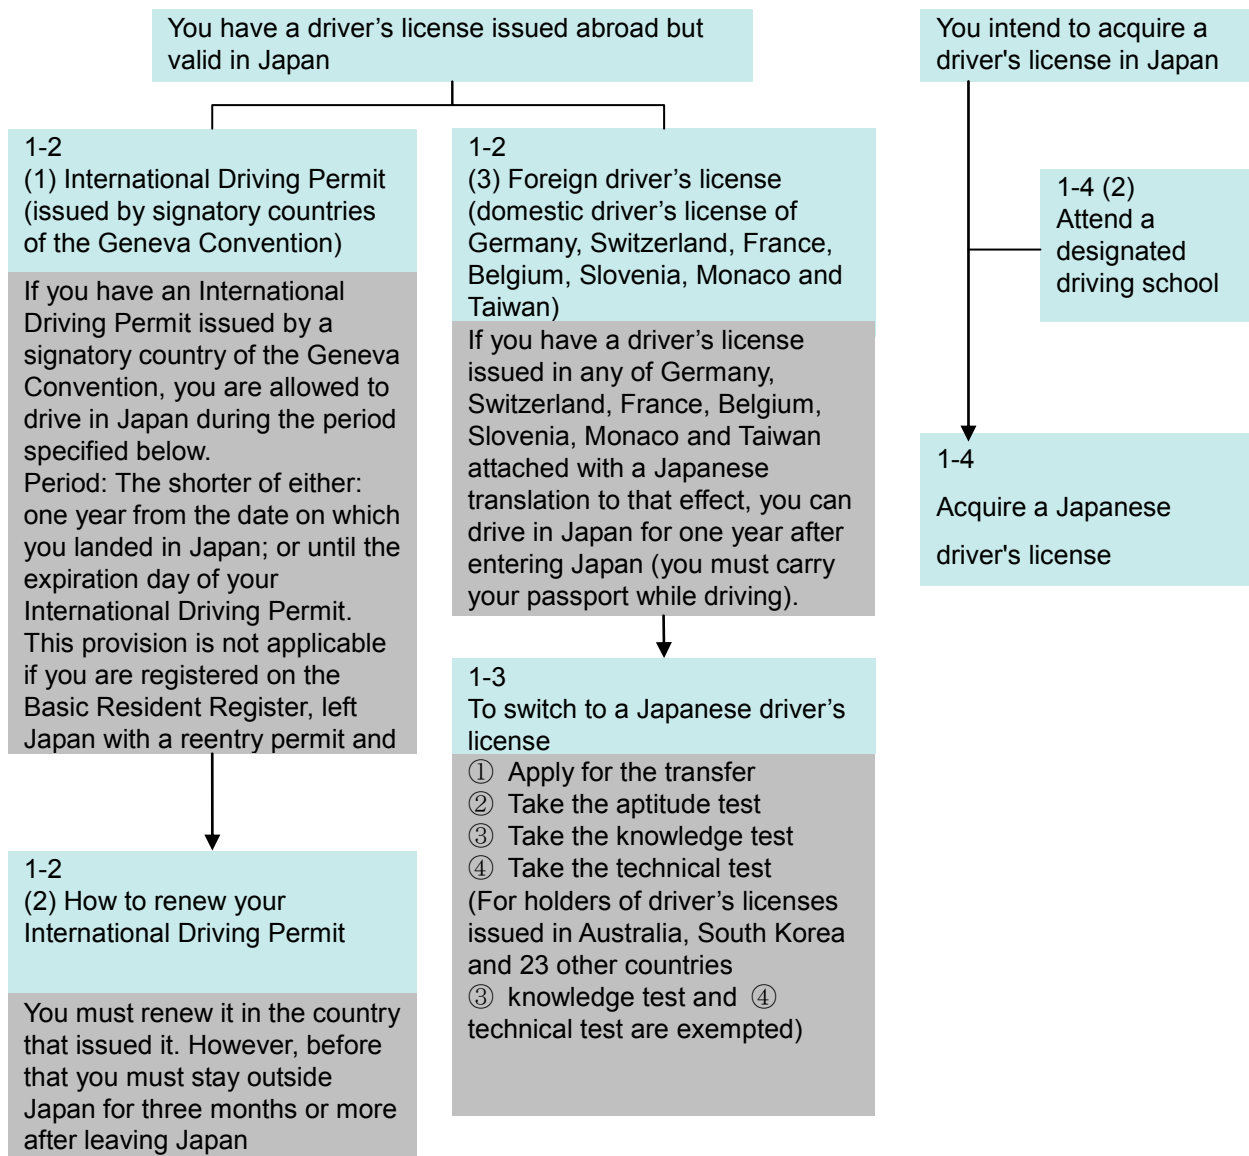 You have a driver’s license issued abroad but
valid in Japan
You intend to acquire a
driver's license in Japan
1-2
(1) International Driving Permit
(issued by signatory countries
of the Geneva Convention)
If you have an International
Driving Permit issued by a
signatory country of the Geneva
Convention, you are allowed to
drive in Japan during the period
specified below.
Period: The shorter of either:
one year from the date on which
you landed in Japan; or until the
expiration day of your
International Driving Permit.
This provision is not applicable
if you are registered on the
Basic Resident Register, left
Japan with a reentry permit and
1-2
(2) How to renew your
International Driving Permit
You must renew it in the country
that issued it. However, before
that you must stay outside
Japan for three months or more
after leaving Japan
1-2
(3) Foreign driver’s license
(domestic driver’s license of
Germany, Switzerland, France,
Belgium, Slovenia, Monaco and
Taiwan)
If you have a driver’s license
issued in any of Germany,
Switzerland, France, Belgium,
Slovenia, Monaco and Taiwan
attached with a Japanese
translation to that effect, you can
drive in Japan for one year after
entering Japan (you must carry
your passport while driving).
1-3
To switch to a Japanese driver’s
license
① Apply for the transfer
② Take the aptitude test
③ Take the knowledge test
④ Take the technical test
(For holders of driver’s licenses
issued in Australia, South Korea
and 23 other countries
③ knowledge test and ④
technical test are exempted)
1-4 (2)
Attend a
designated
driving school
1-4
Acquire a Japanese
driver's license